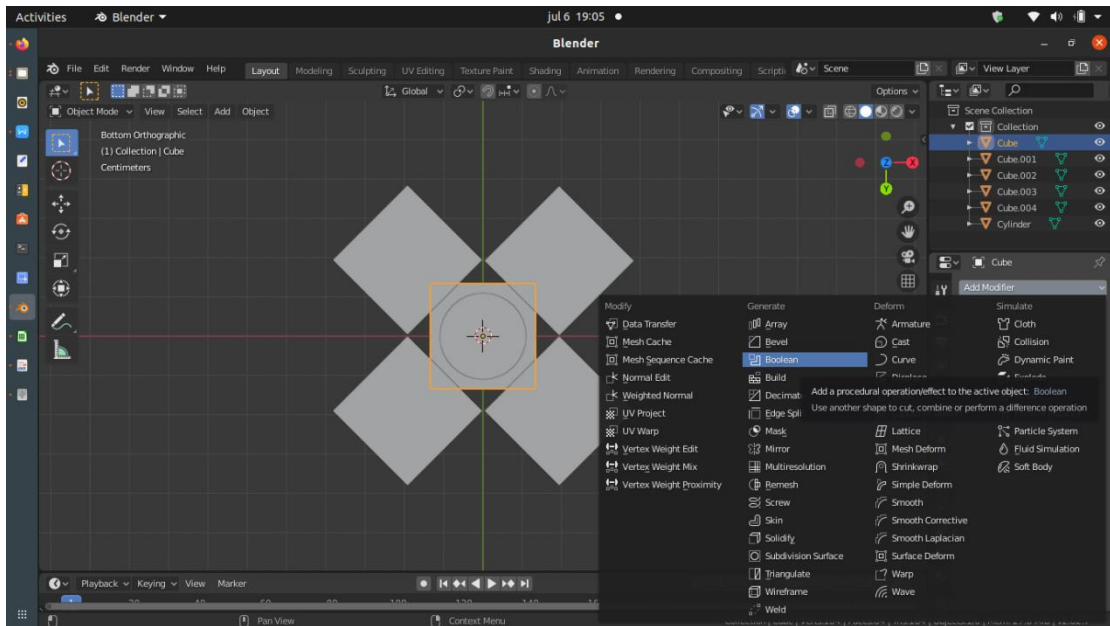 Activities Blender jul 6 19:05
Blender
File Edit Render Window Help Layout Modeling Sculpting UV Editing Texture Paint Shading Animation Rendering Compositing Scripti Scene View Layer
Global Options
Object Mode View Select Add Object
Bottom Orthographic
(1) Collection | Cube
Centimeters
Z
X
Y
Scene Collection
Collection
Cube
Cube.001
Cube.002
Cube.003
Cube.004
Cylinder
Cube
Add Modifier
Modify
Data Transfer
Mesh Cache
Mesh Sequence Cache
Normal Edit
Weighted Normal
UV Project
UV Warp
Vertex Weight Edit
Vertex Weight Mix
Vertex Weight Proximity
Generate
Array
Bevel
Boolean
Build
Decimat
Edge Spli
Mask
Mirror
Multiresolution
Remesh
Screw
Skin
Solidify
Subdivision Surface
Triangulate
Wireframe
Weld
Deform
Armature
Cast
Curve
Lattice
Mesh Deform
Shrinkwrap
Simple Deform
Smooth
Smooth Corrective
Smooth Laplacian
Surface Deform
Warp
Wave
Simulate
Cloth
Collision
Dynamic Paint
Particle System
Fluid Simulation
Soft Body
Add a procedural operation/effect to the active object: Boolean
Use another shape to cut, combine or perform a difference operation
Playback Keying View Marker
1
Pan View Context Menu